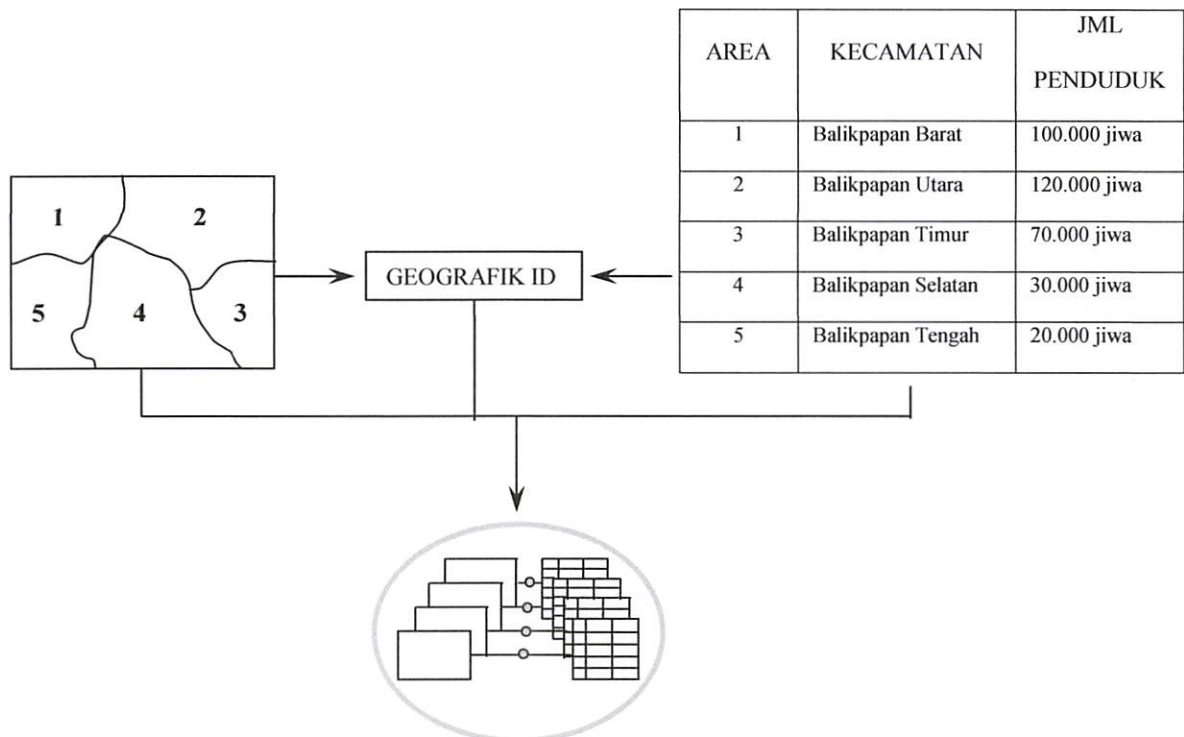 AREA KECAMATAN JML PENDUDUK
1 Balikpapan Barat 100.000 jiwa
2 Balikpapan Utara 120.000 jiwa
3 Balikpapan Timur 70.000 jiwa
4 Balikpapan Selatan 30.000 jiwa
5 Balikpapan Tengah 20.000 jiwa
1 2
5 4 3
GEOGRAFIK ID